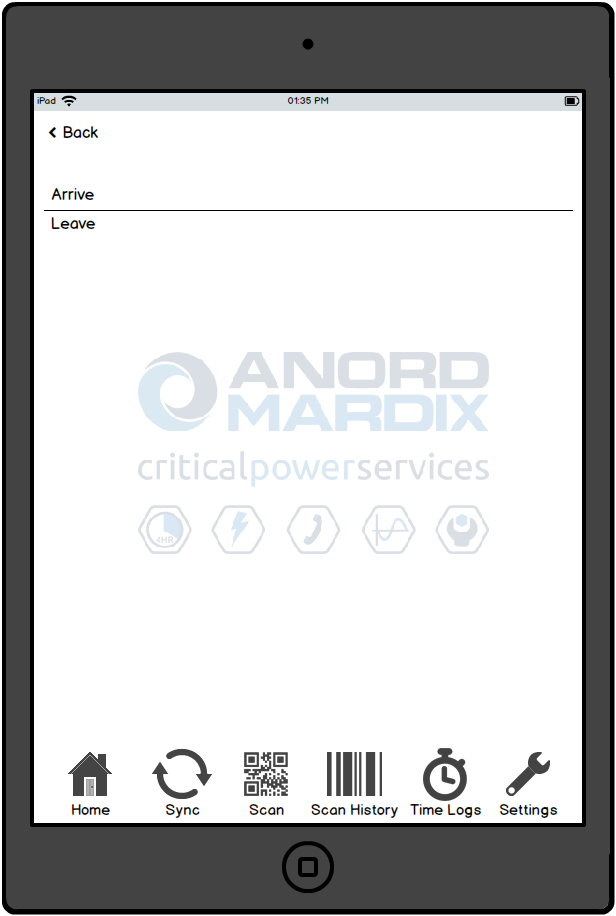 iPad 01:35 PM
Back
Arrive
Leave
ANORD
MARDIX
criticalpowerservices
4HR
Home Sync Scan Scan History Time Logs Settings